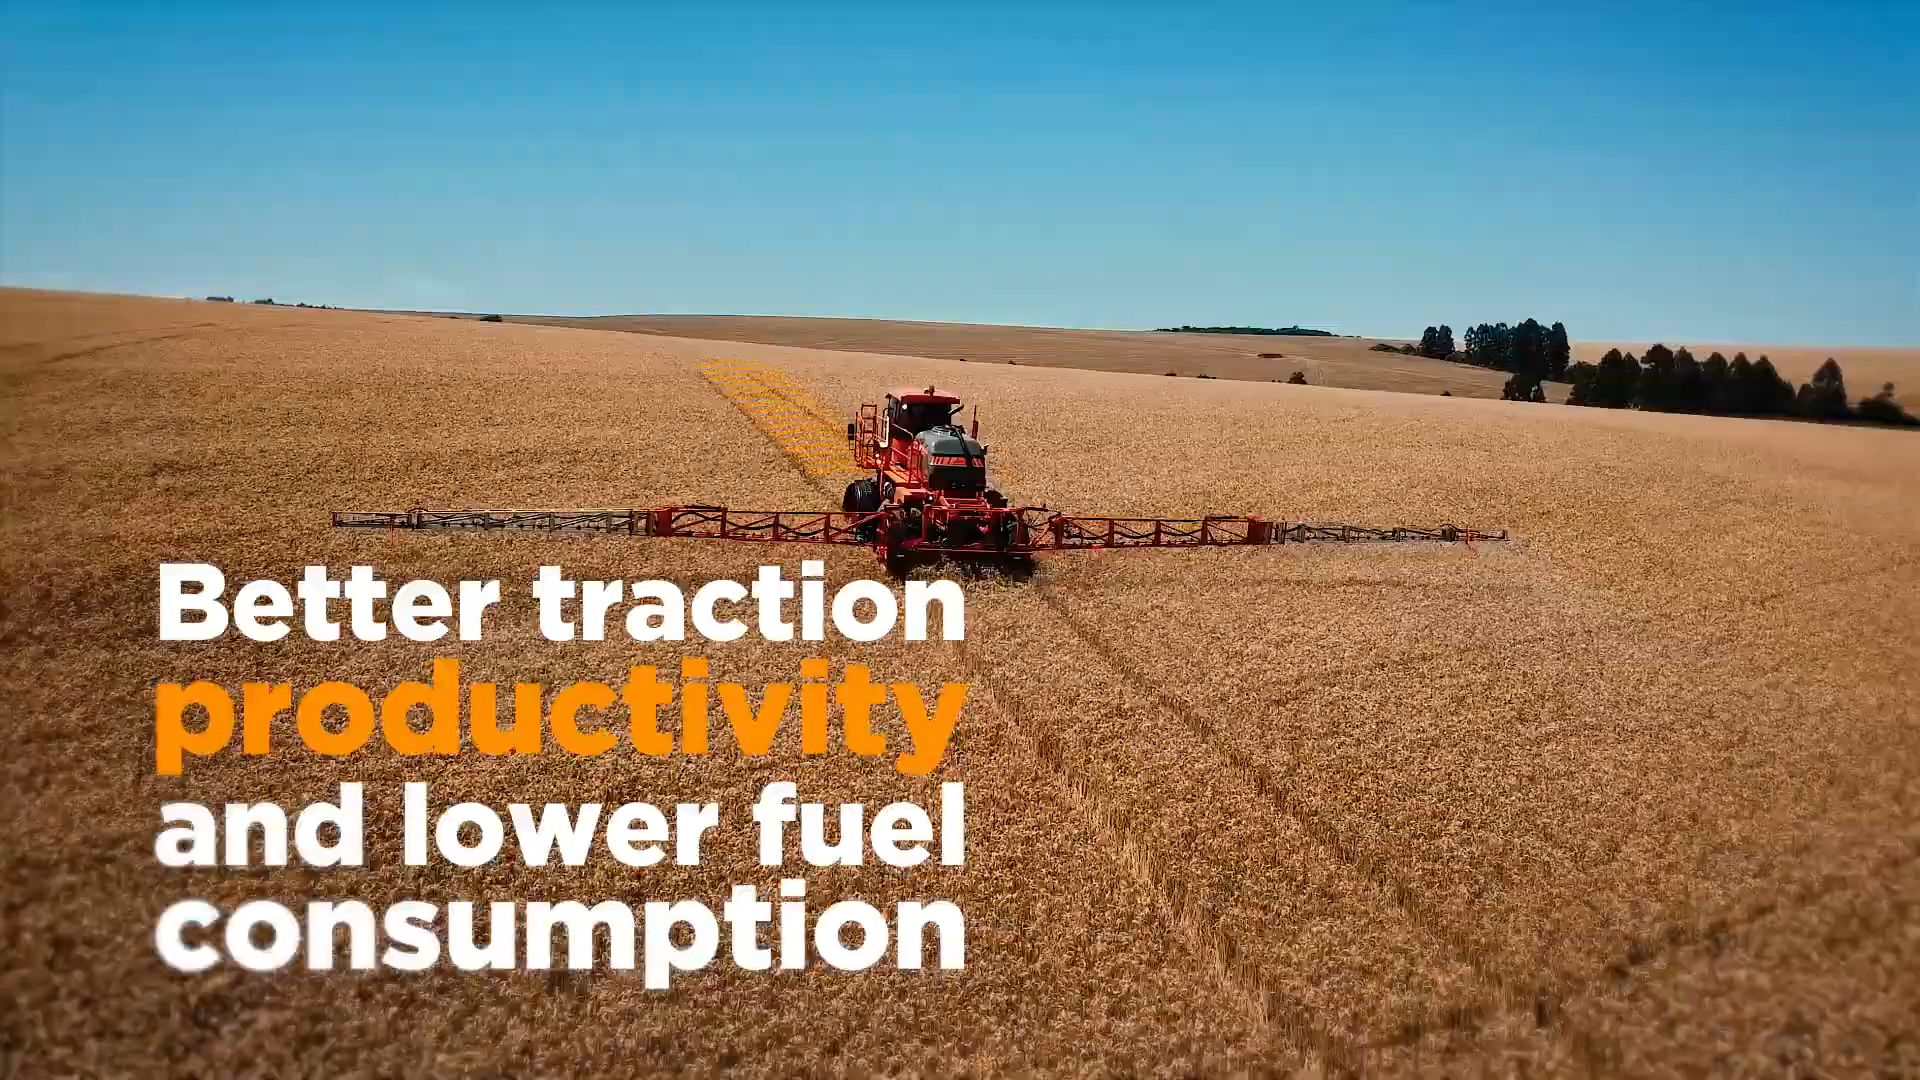 Better traction
productivity
and lower fuel
consumption